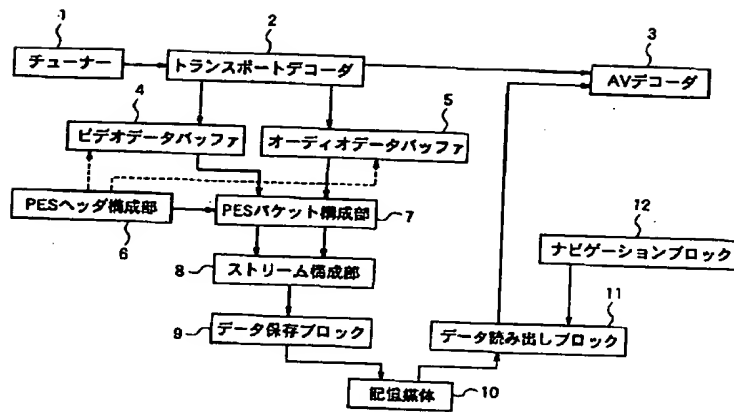 1
チューナー
2
トランスポートデコーダ
3
AVデコーダ
4
ビデオデータバッファ
5
オーディオデータバッファ
PESヘッダ構成部
6
PESパケット構成部
7
12
ナビゲーションブロック
8
ストリーム構成部
11
データ読み出しブロック
9
データ保存ブロック
記憶媒体
10